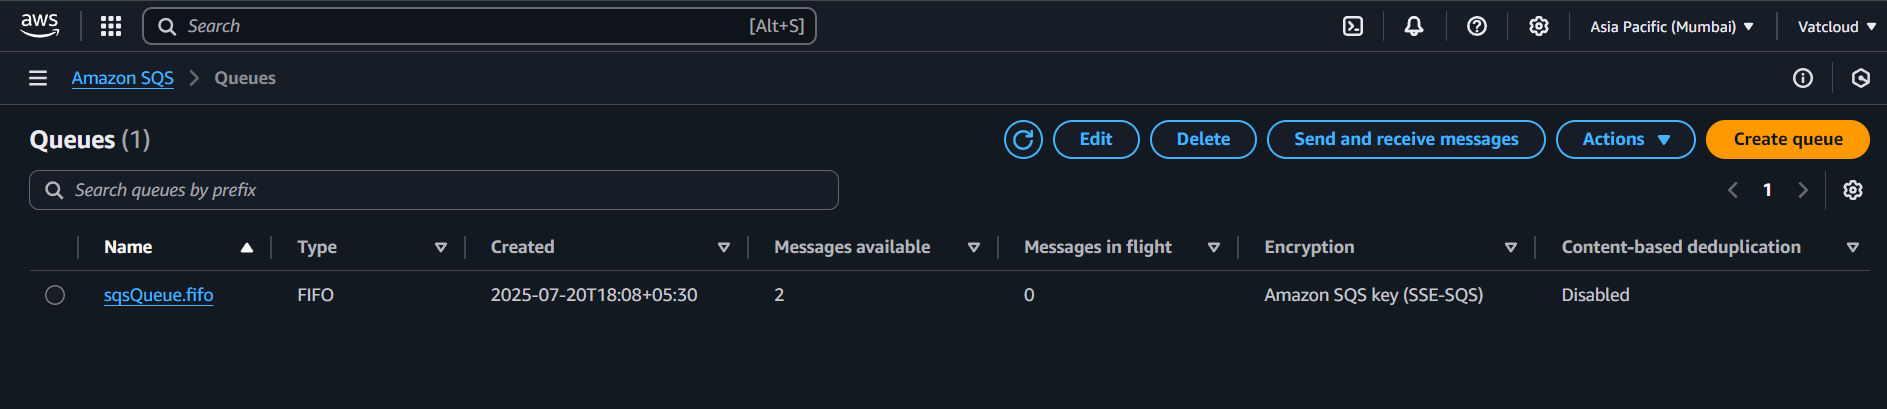 aws Search [Alt+S] Asia Pacific (Mumbai) Vatcloud
Amazon SQS Queues
Queues (1) Edit Delete Send and receive messages Actions Create queue
Search queues by prefix 1
Name Type Created Messages available Messages in flight Encryption Content-based deduplication
sqsQueue.fifo FIFO 2025-07-20T18:08+05:30 2 0 Amazon SQS key (SSE-SQS) Disabled